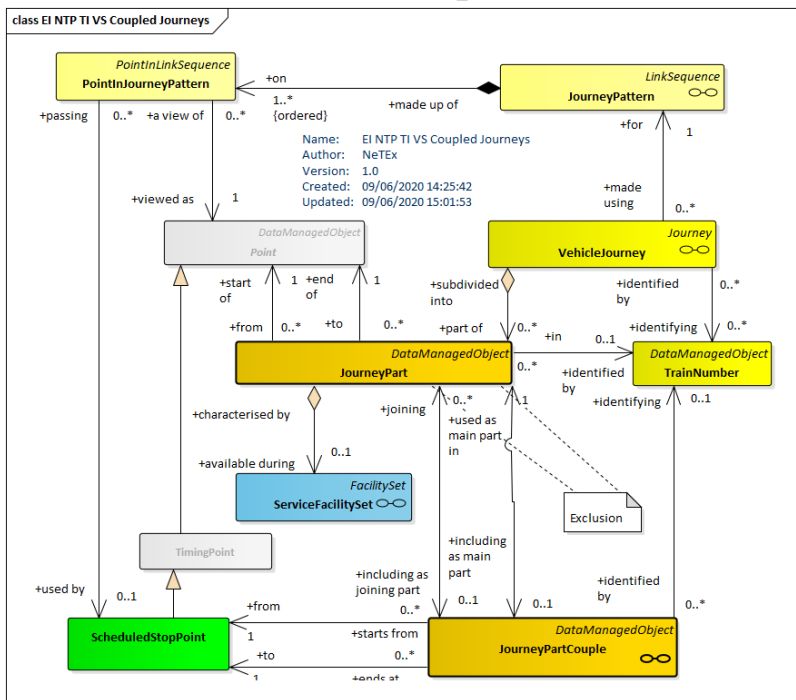 class EI NTP TI VS Coupled Journeys
PointInLinkSequence
PointInJourneyPattern
LinkSequence
JourneyPattern
+on
1..*
{ordered}
+made up of
+passing
0..*
+a view of
0..*
+for
1
Name: EI NTP TI VS Coupled Journeys
Author: NeTEx
Version: 1.0
Created: 09/06/2020 14:25:42
Updated: 09/06/2020 15:01:53
+made
using
0..*
+viewed as
1
DataManagedObject
Point
Journey
VehicleJourney
+start
of
1
+end
of
1
+subdivided
into
+identified
by
0..*
+from
0..*
+to
0..*
+part of
0..*
+in
0..1
+identifying
0..*
DataManagedObject
JourneyPart
0..*
+identified
by
DataManagedObject
TrainNumber
+characterised by
+joining
0..*
+used as
main part
in
1
+identifying
0..1
+available during
0..1
FacilitySet
ServiceFacilitySet
Exclusion
TimingPoint
+including
as main
part
+including as
joining part
0..*
0..1
0..1
+identified
by
0..*
+used by
0..1
+from
1
+starts from
ScheduledStopPoint
+to
0..*
1
+ends at
DataManagedObject
JourneyPartCouple